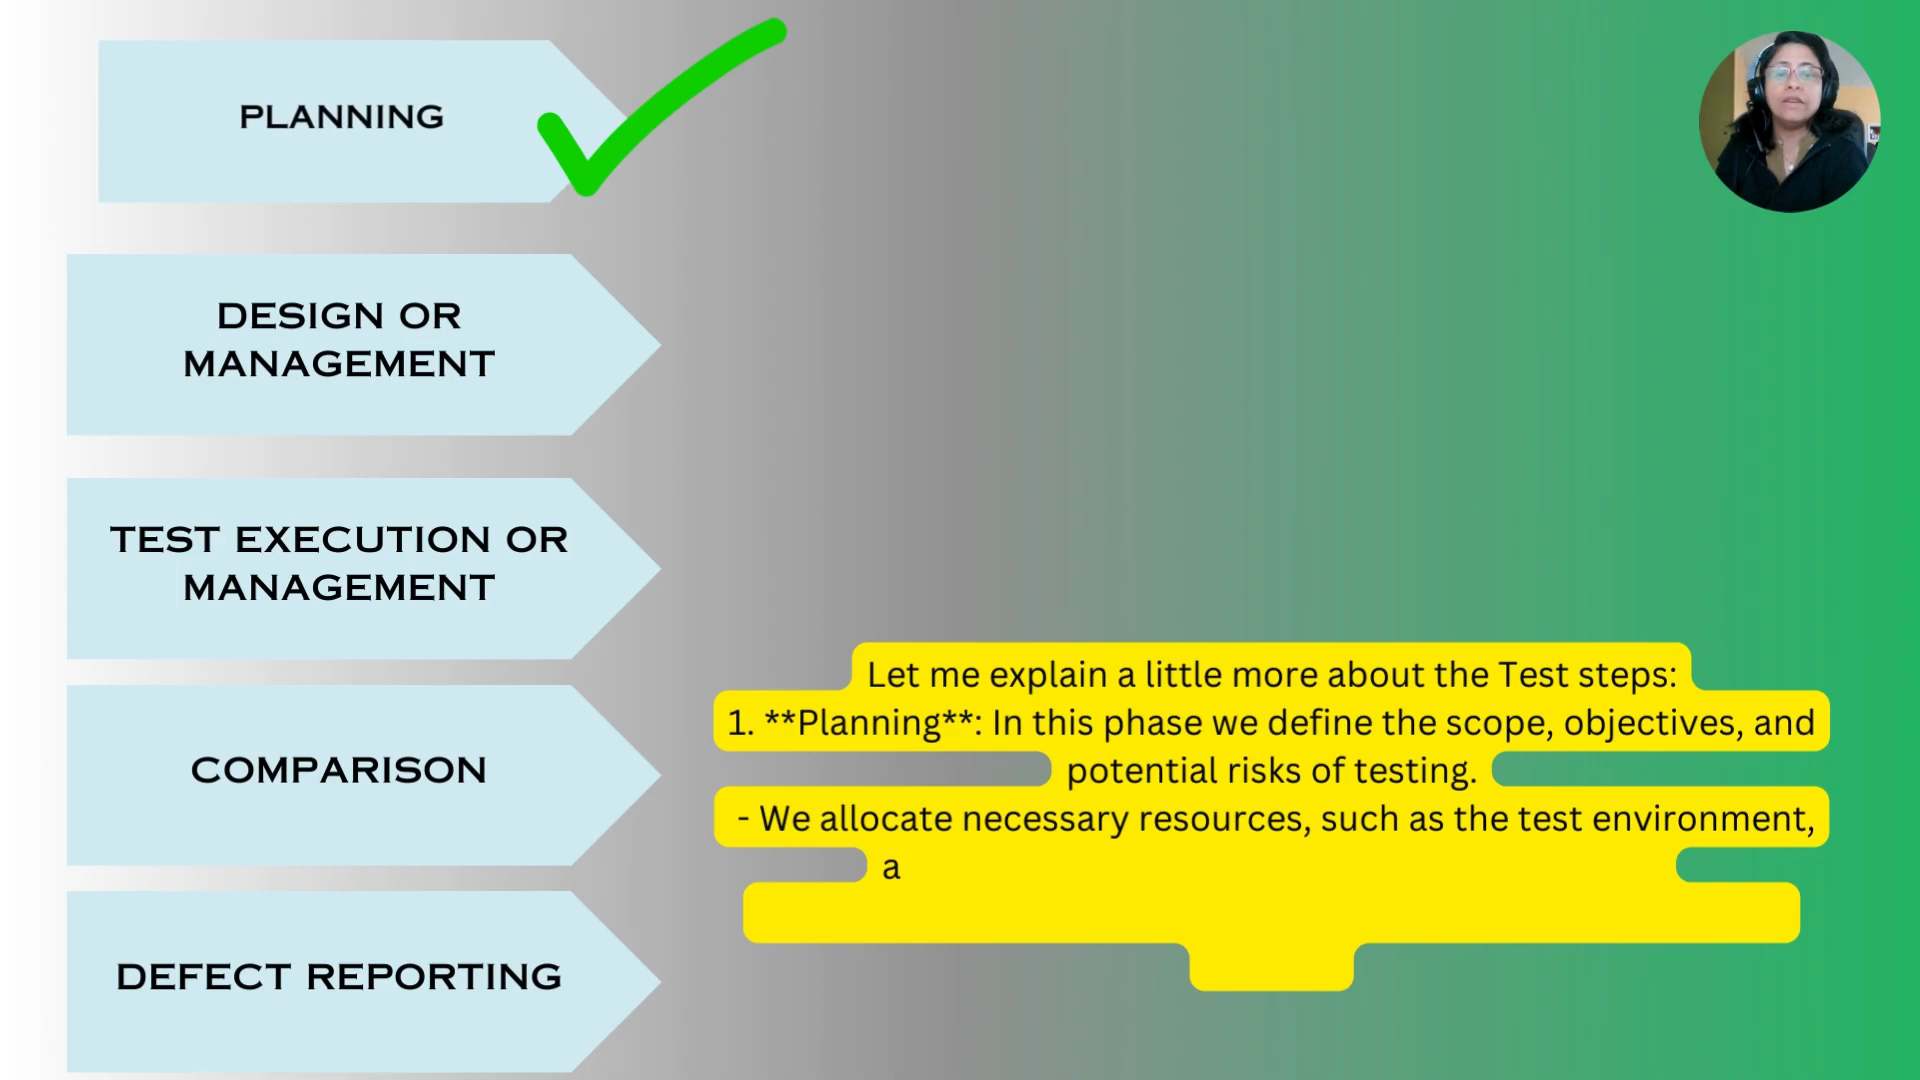 PLANNING
DESIGN OR
MANAGEMENT
TEST EXECUTION OR
MANAGEMENT
COMPARISON
DEFECT REPORTING
Let me explain a little more about the Test steps:
1. **Planning**: In this phase we define the scope, objectives, and
potential risks of testing.
- We allocate necessary resources, such as the test environment,
a